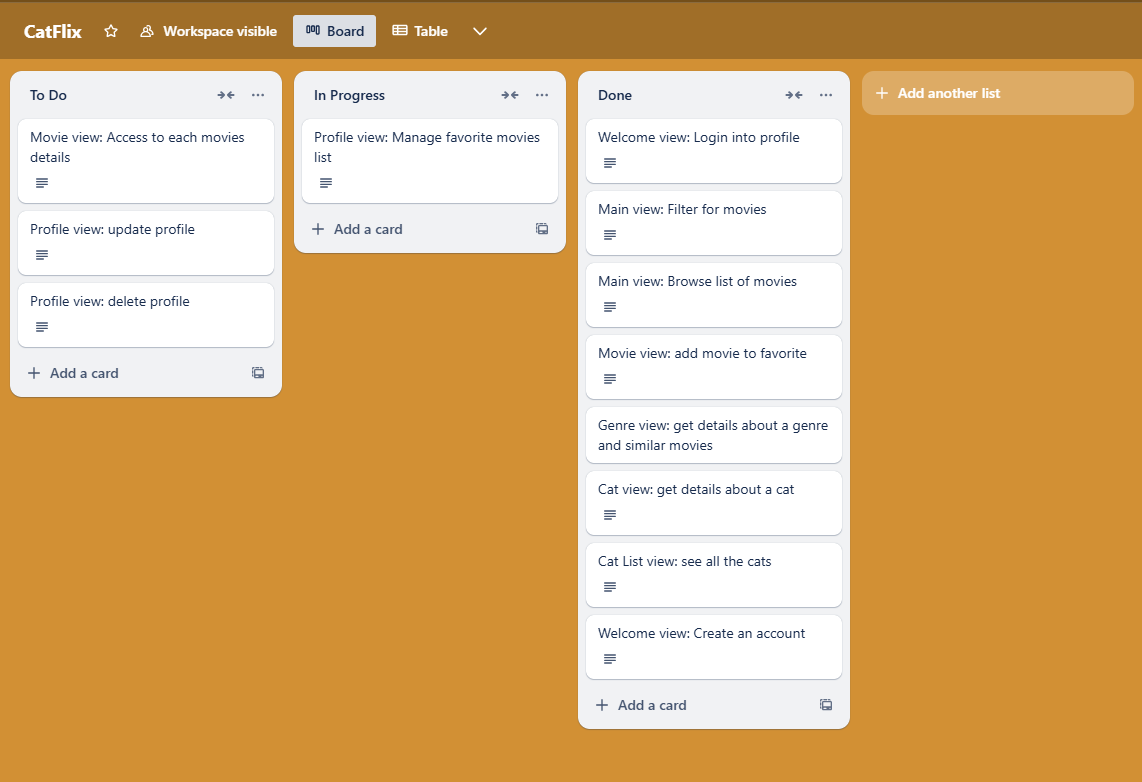 CatFlix
Workspace visible
Board
Table
To Do
Movie view: Access to each movies
details
Profile view: update profile
Profile view: delete profile
Add a card
In Progress
Profile view: Manage favorite movies
list
Add a card
Done
Welcome view: Login into profile
Main view: Filter for movies
Main view: Browse list of movies
Movie view: add movie to favorite
Genre view: get details about a genre
and similar movies
Cat view: get details about a cat
Cat List view: see all the cats
Welcome view: Create an account
Add a card
Add another list